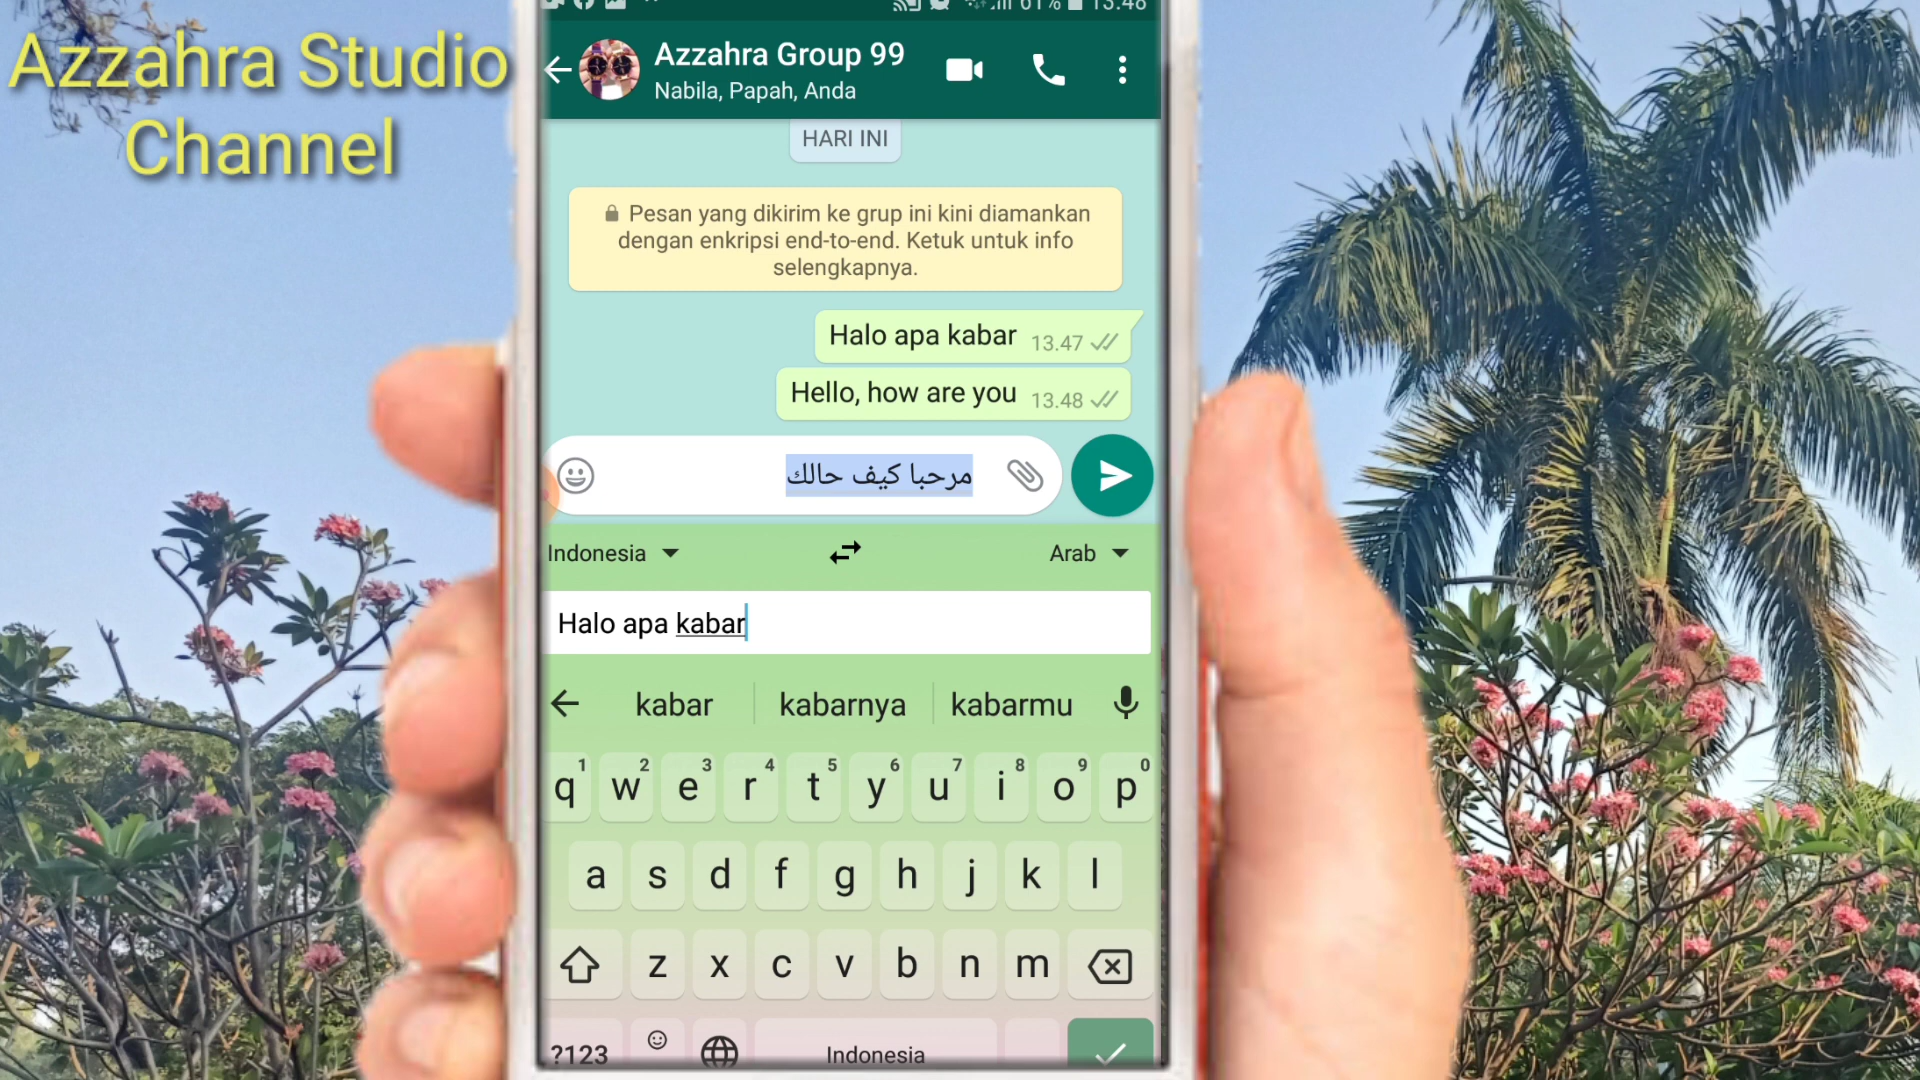 Azzahra Studio
Channel
61% 13.48
Azzahra Group 99
Nabila, Papah, Anda
HARI INI
Pesan yang dikirim ke grup ini kini diamankan
dengan enkripsi end-to-end. Ketuk untuk info
selengkapnya.
Halo apa kabar 13.47
Hello, how are you 13.48
مرحبا كيف حالك
Indonesia Arab
Halo apa kabar
kabar kabarnya kabarmu
1 2 3 4 5 6 7 8 9 0
q w e r t y u i o p
a s d f g h j k l
z x c v b n m
?123 Indonesia